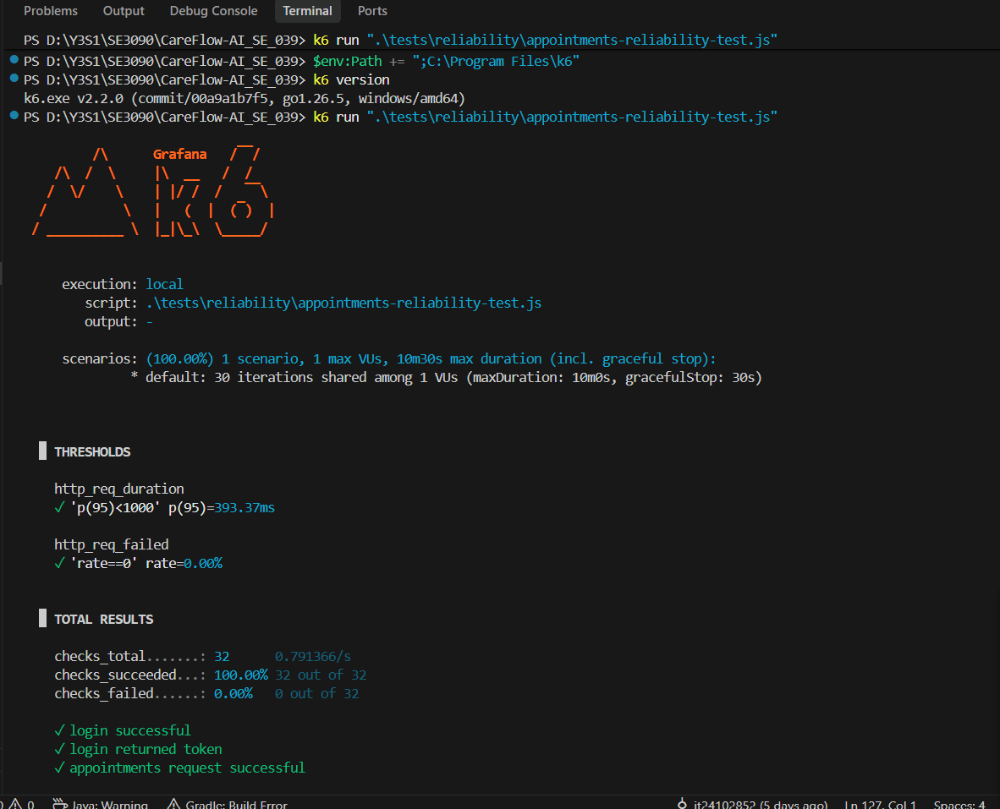 Problems Output Debug Console Terminal Ports
PS D:\Y3S1\SE3090\CareFlow-AI_SE_039> k6 run ".\tests\reliability\appointments-reliability-test.js"
PS D:\Y3S1\SE3090\CareFlow-AI_SE_039> $env:Path += ";C:\Program Files\k6"
PS D:\Y3S1\SE3090\CareFlow-AI_SE_039> k6 version
k6.exe v2.2.0 (commit/00a9a1b7f5, go1.26.5, windows/amd64)
PS D:\Y3S1\SE3090\CareFlow-AI_SE_039> k6 run ".\tests\reliability\appointments-reliability-test.js"
Grafana
execution: local
script: .\tests\reliability\appointments-reliability-test.js
output: -
scenarios: (100.00%) 1 scenario, 1 max VUs, 10m30s max duration (incl. graceful stop):
* default: 30 iterations shared among 1 VUs (maxDuration: 10m0s, gracefulStop: 30s)
THRESHOLDS
http_req_duration
✓ 'p(95)<1000' p(95)=393.37ms
http_req_failed
✓ 'rate==0' rate=0.00%
TOTAL RESULTS
checks_total.......: 32 0.791366/s
checks_succeeded...: 100.00% 32 out of 32
checks_failed......: 0.00% 0 out of 32
✓ login successful
✓ login returned token
✓ appointments request successful
0 Java: Warning Gradle: Build Error it24102852 (5 days ago) Ln 127, Col 1 Spaces: 4